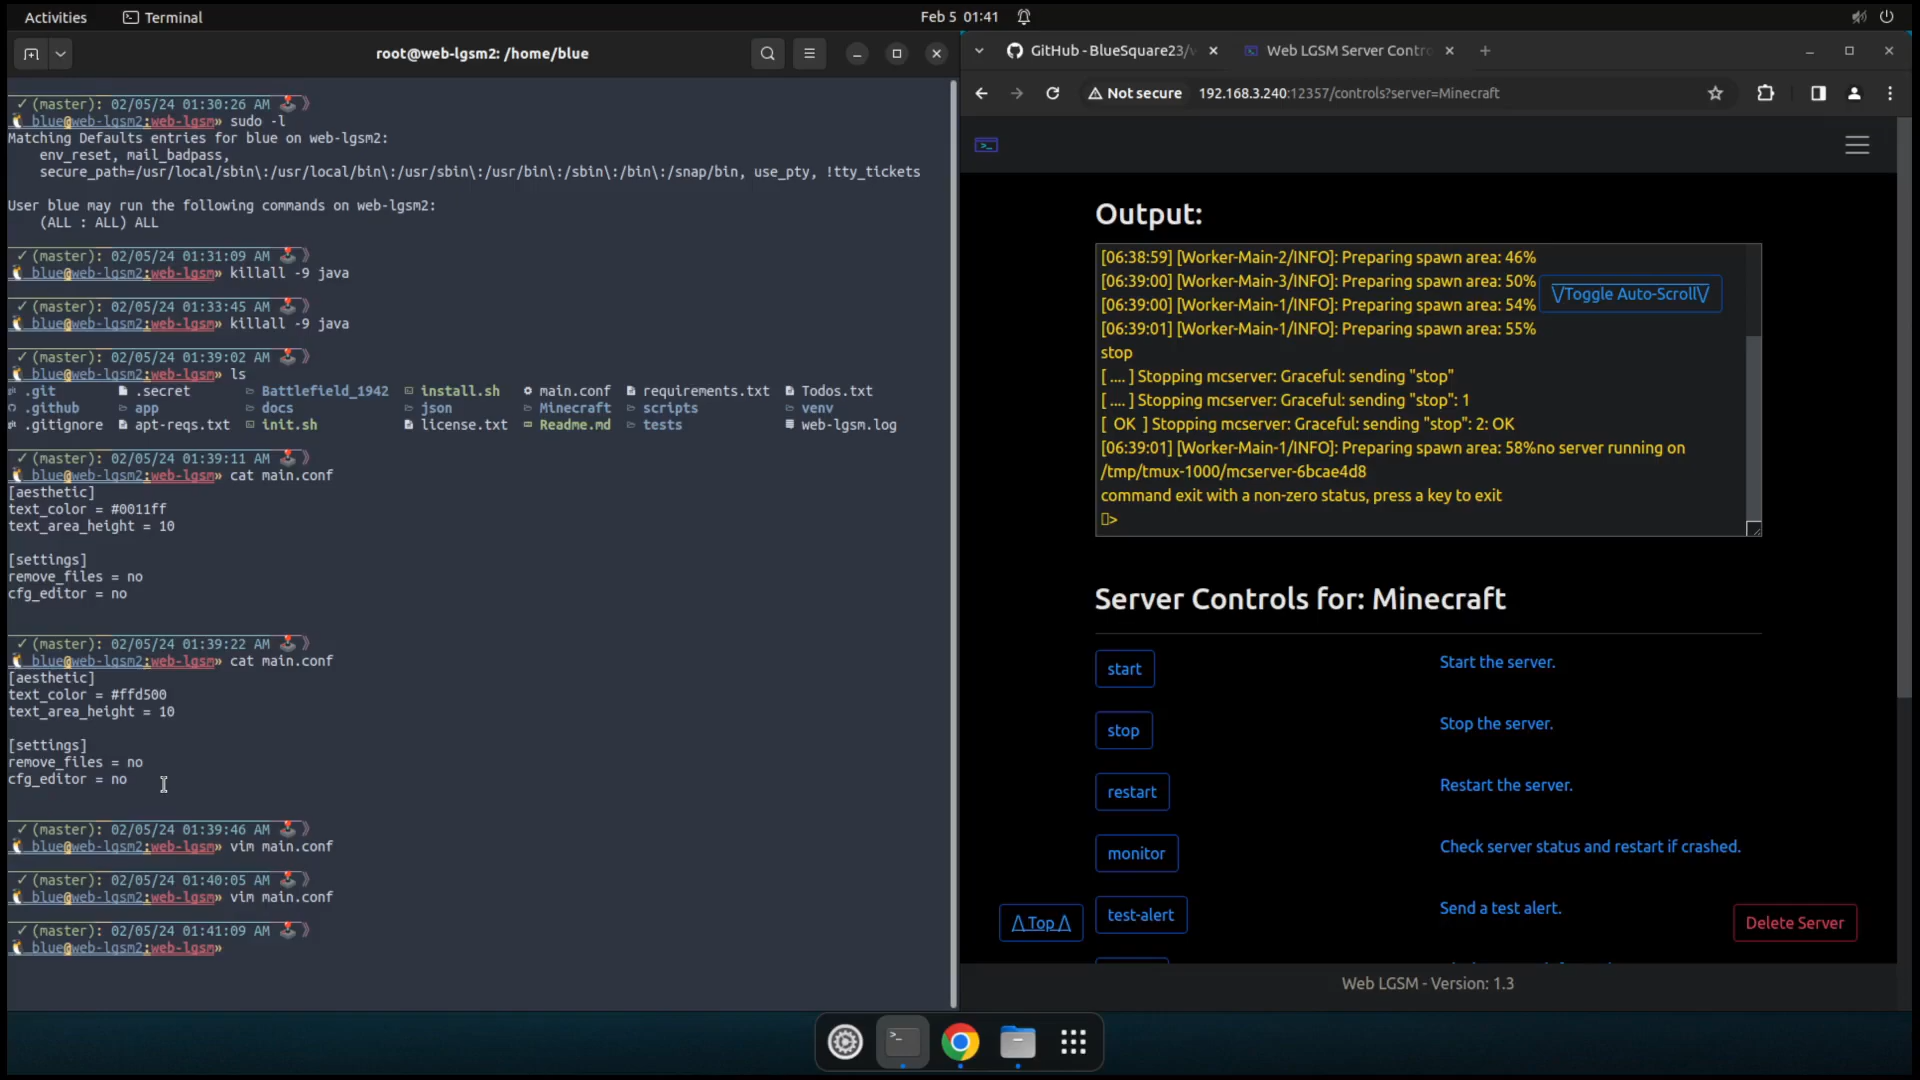 Activities
Terminal
Feb 5 01:41
root@web-lgsm2: /home/blue
✓ (master): 02/05/24 01:30:26 AM
blue@web-lgsm2:web-lgsm» sudo -l
Matching Defaults entries for blue on web-lgsm2:
env_reset, mail_badpass,
secure_path=/usr/local/sbin\:/usr/local/bin\:/usr/sbin\:/usr/bin\:/sbin\:/bin\:/snap/bin, use_pty, !tty_tickets
User blue may run the following commands on web-lgsm2:
(ALL : ALL) ALL
✓ (master): 02/05/24 01:31:09 AM
blue@web-lgsm2:web-lgsm» killall -9 java
✓ (master): 02/05/24 01:33:45 AM
blue@web-lgsm2:web-lgsm» killall -9 java
✓ (master): 02/05/24 01:39:02 AM
blue@web-lgsm2:web-lgsm» ls
.git .secret Battlefield_1942 install.sh main.conf requirements.txt Todos.txt
.github app docs json Minecraft scripts venv
.gitignore apt-reqs.txt init.sh license.txt Readme.md tests web-lgsm.log
✓ (master): 02/05/24 01:39:11 AM
blue@web-lgsm2:web-lgsm» cat main.conf
[aesthetic]
text_color = #0011ff
text_area_height = 10
[settings]
remove_files = no
cfg_editor = no
✓ (master): 02/05/24 01:39:22 AM
blue@web-lgsm2:web-lgsm» cat main.conf
[aesthetic]
text_color = #ffd500
text_area_height = 10
[settings]
remove_files = no
cfg_editor = no
✓ (master): 02/05/24 01:39:46 AM
blue@web-lgsm2:web-lgsm» vim main.conf
✓ (master): 02/05/24 01:40:05 AM
blue@web-lgsm2:web-lgsm» vim main.conf
✓ (master): 02/05/24 01:41:09 AM
blue@web-lgsm2:web-lgsm»
GitHub - BlueSquare23/
Web LGSM Server Contr
Not secure 192.168.3.240:12357/controls?server=Minecraft
Output:
[06:38:59] [Worker-Main-2/INFO]: Preparing spawn area: 46%
[06:39:00] [Worker-Main-3/INFO]: Preparing spawn area: 50%
\/Toggle Auto-Scroll\/
[06:39:00] [Worker-Main-1/INFO]: Preparing spawn area: 54%
[06:39:01] [Worker-Main-1/INFO]: Preparing spawn area: 55%
stop
[ .... ] Stopping mcserver: Graceful: sending "stop"
[ .... ] Stopping mcserver: Graceful: sending "stop": 1
[ OK ] Stopping mcserver: Graceful: sending "stop": 2: OK
[06:39:01] [Worker-Main-1/INFO]: Preparing spawn area: 58%no server running on
/tmp/tmux-1000/mcserver-6bcae4d8
command exit with a non-zero status, press a key to exit
>
Server Controls for: Minecraft
start Start the server.
stop Stop the server.
restart Restart the server.
monitor Check server status and restart if crashed.
test-alert Send a test alert.
/\ Top /\
Delete Server
Web LGSM - Version: 1.3